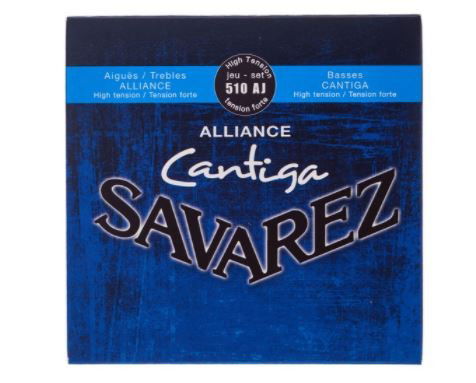 High Tension
jeu - set
510 AJ
tension forte
Aiguës / Trebles
ALLIANCE
High tension / Tension forte
Basses
CANTIGA
High tension / Tension forte
ALLIANCE
Cantiga
SAVAREZ